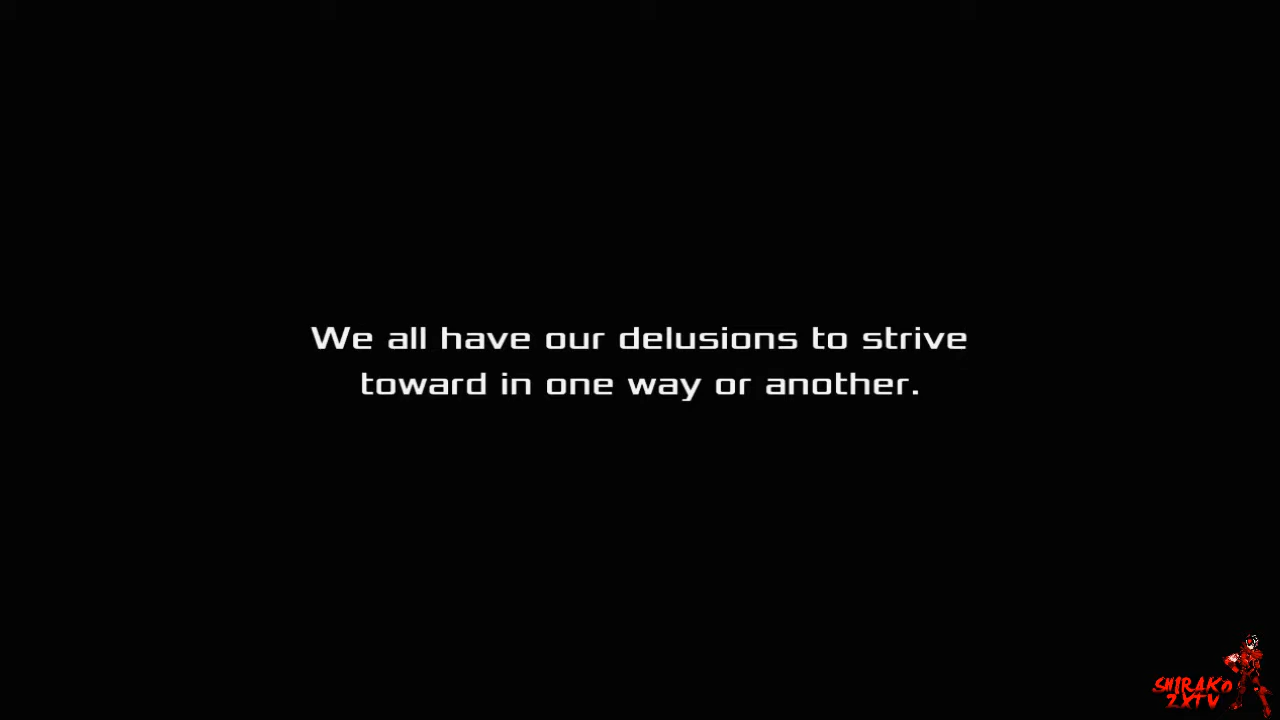 We all have our delusions to strive
toward in one way or another.
SHIRAKO
ZXTV